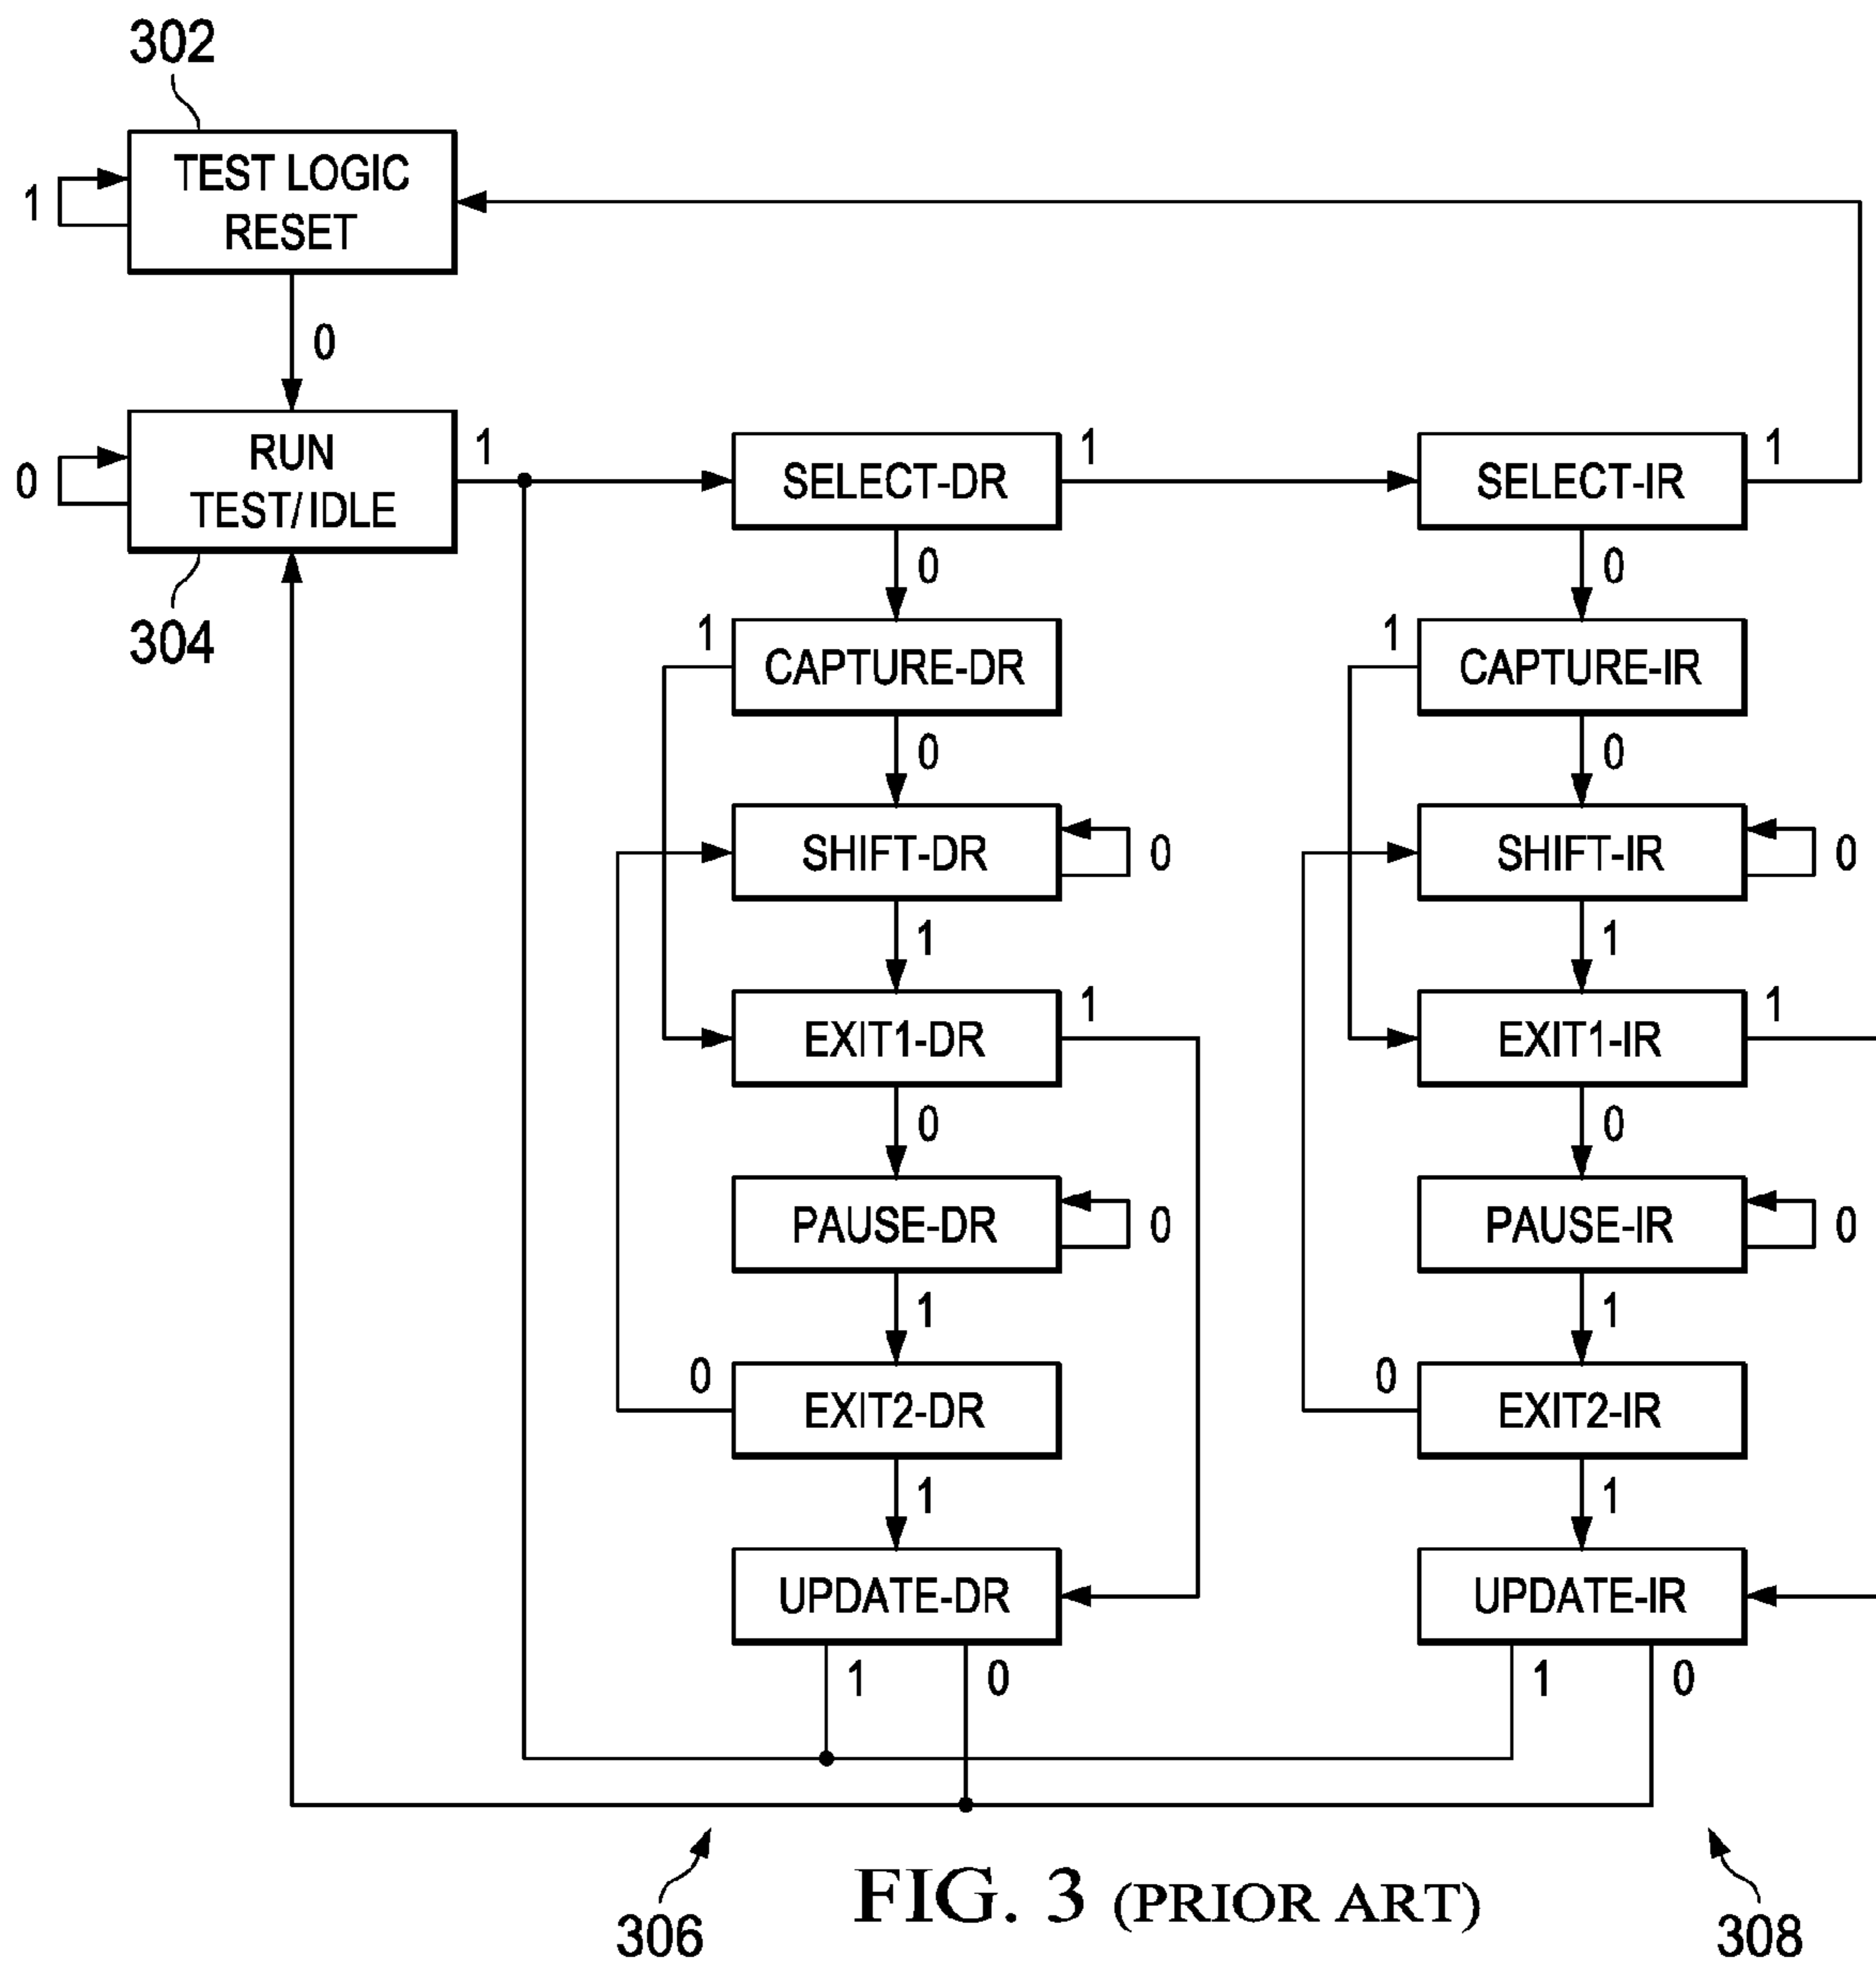 302
TEST LOGIC
RESET
1
0
RUN
TEST/IDLE
0
1
304
SELECT-DR
1
0
SELECT-IR
1
0
CAPTURE-DR
1
0
CAPTURE-IR
1
0
SHIFT-DR
0
1
SHIFT-IR
0
1
EXIT1-DR
1
0
EXIT1-IR
1
0
PAUSE-DR
0
1
PAUSE-IR
0
1
EXIT2-DR
0
1
EXIT2-IR
0
1
UPDATE-DR
1
0
UPDATE-IR
1
0
306
FIG. 3 (PRIOR ART)
308